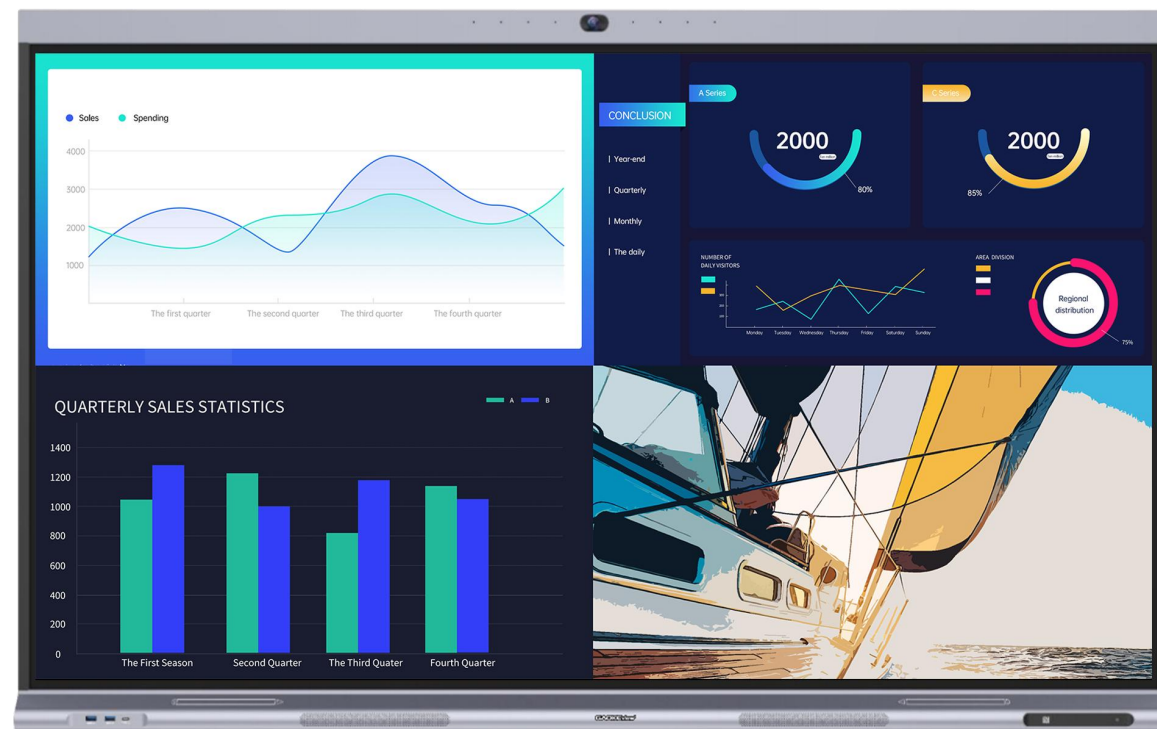 Sales
Spending
4000
3000
2000
1000
The first quarter
The second quarter
The third quarter
The fourth quarter
CONCLUSION
Year-end
Quarterly
Monthly
The daily
A Series
2000
80%
C Series
2000
85%
NUMBER OF
DAILY VISITORS
Monday
Tuesday
Wednesday
Thursday
Friday
Saturday
Sunday
AREA DIVISION
Regional
distribution
75%
QUARTERLY SALES STATISTICS
A
B
1400
1200
1000
800
600
400
200
0
The First Season
Second Quarter
The Third Quater
Fourth Quarter